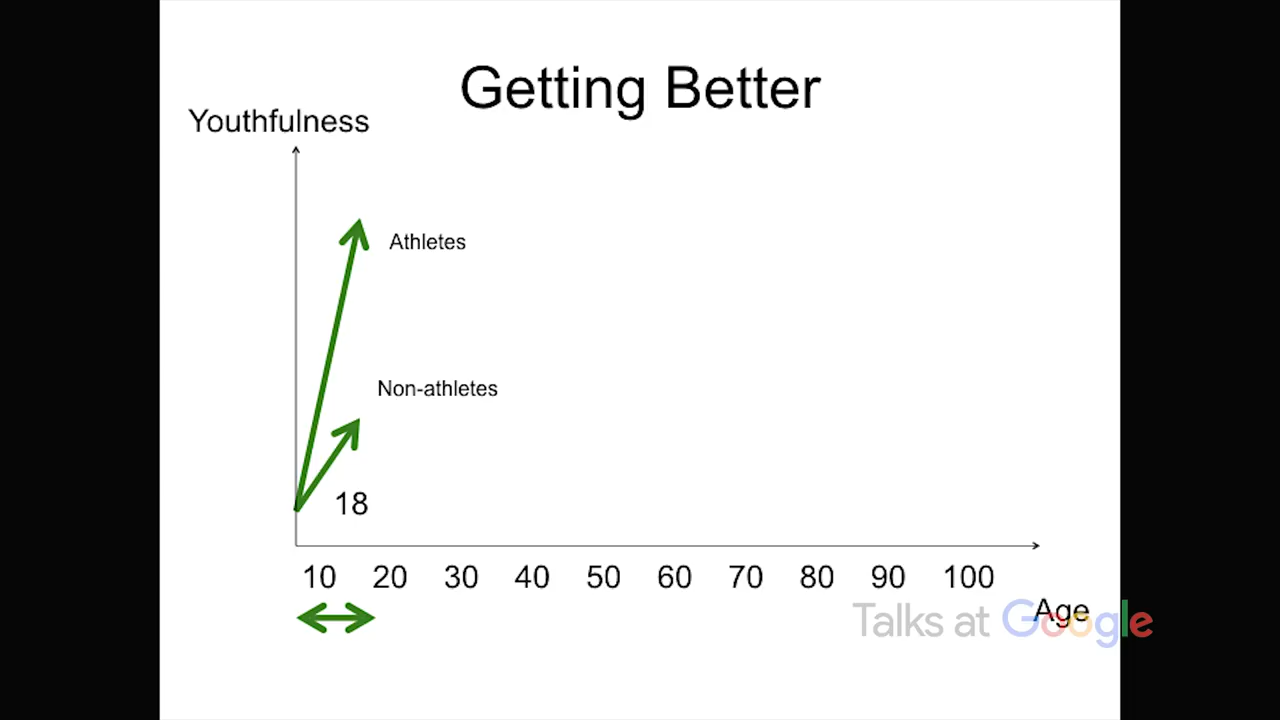 Getting Better
Youthfulness
Athletes
Non-athletes
18
10 20 30 40 50 60 70 80 90 100
Age
Talks at Google